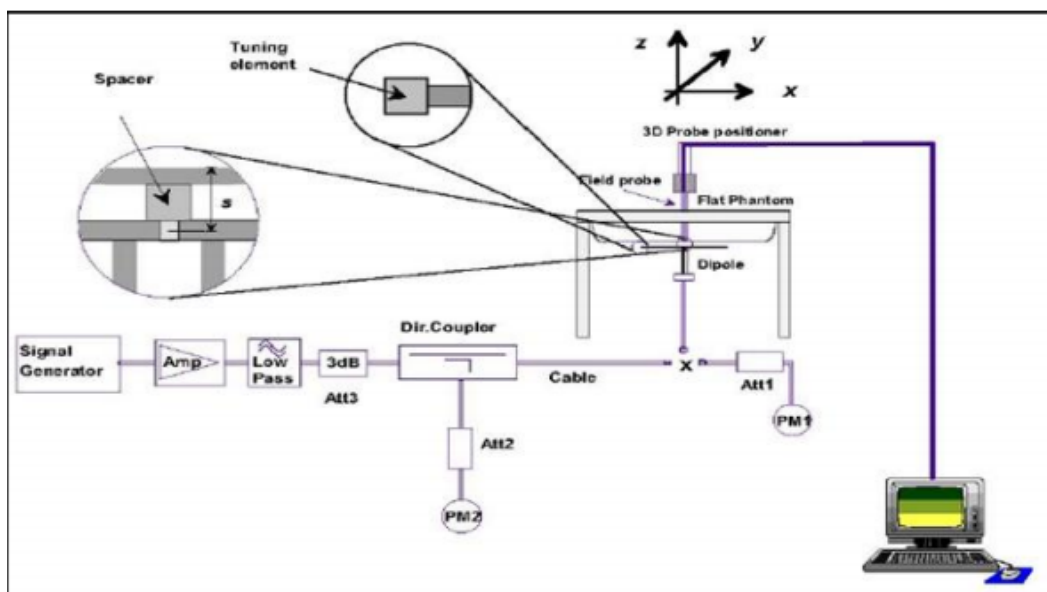 Tuning
element
Spacer
s
z
y
x
3D Probe positioner
Field probe
Flat Phantom
Dipole
Signal
Generator
Amp
Low
Pass
3dB
Att3
Dir.Coupler
Cable
x
Att1
PM1
Att2
PM2